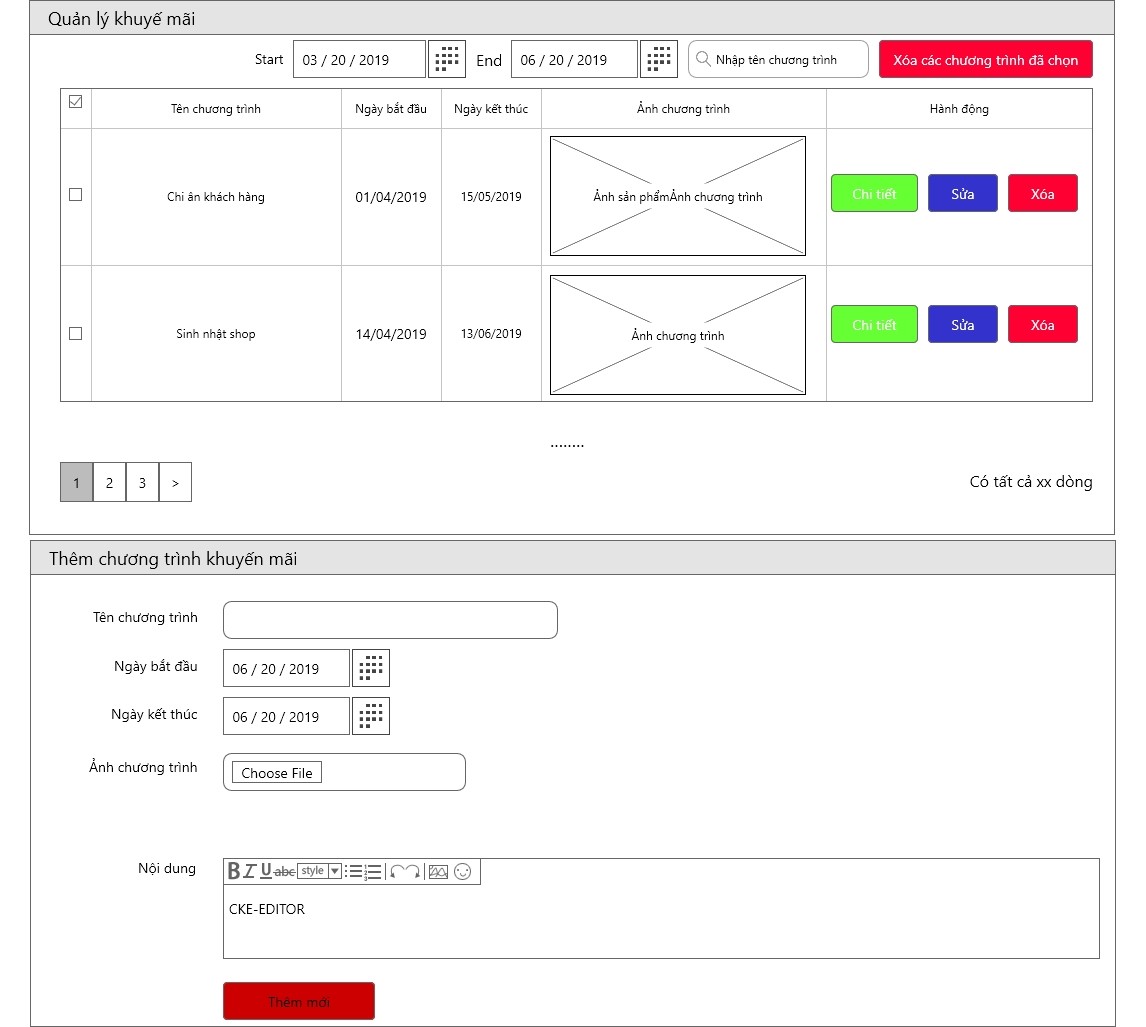 Quản lý khuyế mãi
Start 03 / 20 / 2019 End 06 / 20 / 2019 Nhập tên chương trình Xóa các chương trình đã chọn
Tên chương trình Ngày bắt đầu Ngày kết thúc Ảnh chương trình Hành động
Chi ân khách hàng 01/04/2019 15/05/2019 Ảnh sản phẩmẢnh chương trình Chi tiết Sửa Xóa
Sinh nhật shop 14/04/2019 13/06/2019 Ảnh chương trình Chi tiết Sửa Xóa
........
1 2 3 > Có tất cả xx dòng
Thêm chương trình khuyến mãi
Tên chương trình
Ngày bắt đầu 06 / 20 / 2019
Ngày kết thúc 06 / 20 / 2019
Ảnh chương trình Choose File
Nội dung B I U abc style
CKE-EDITOR
Thêm mới